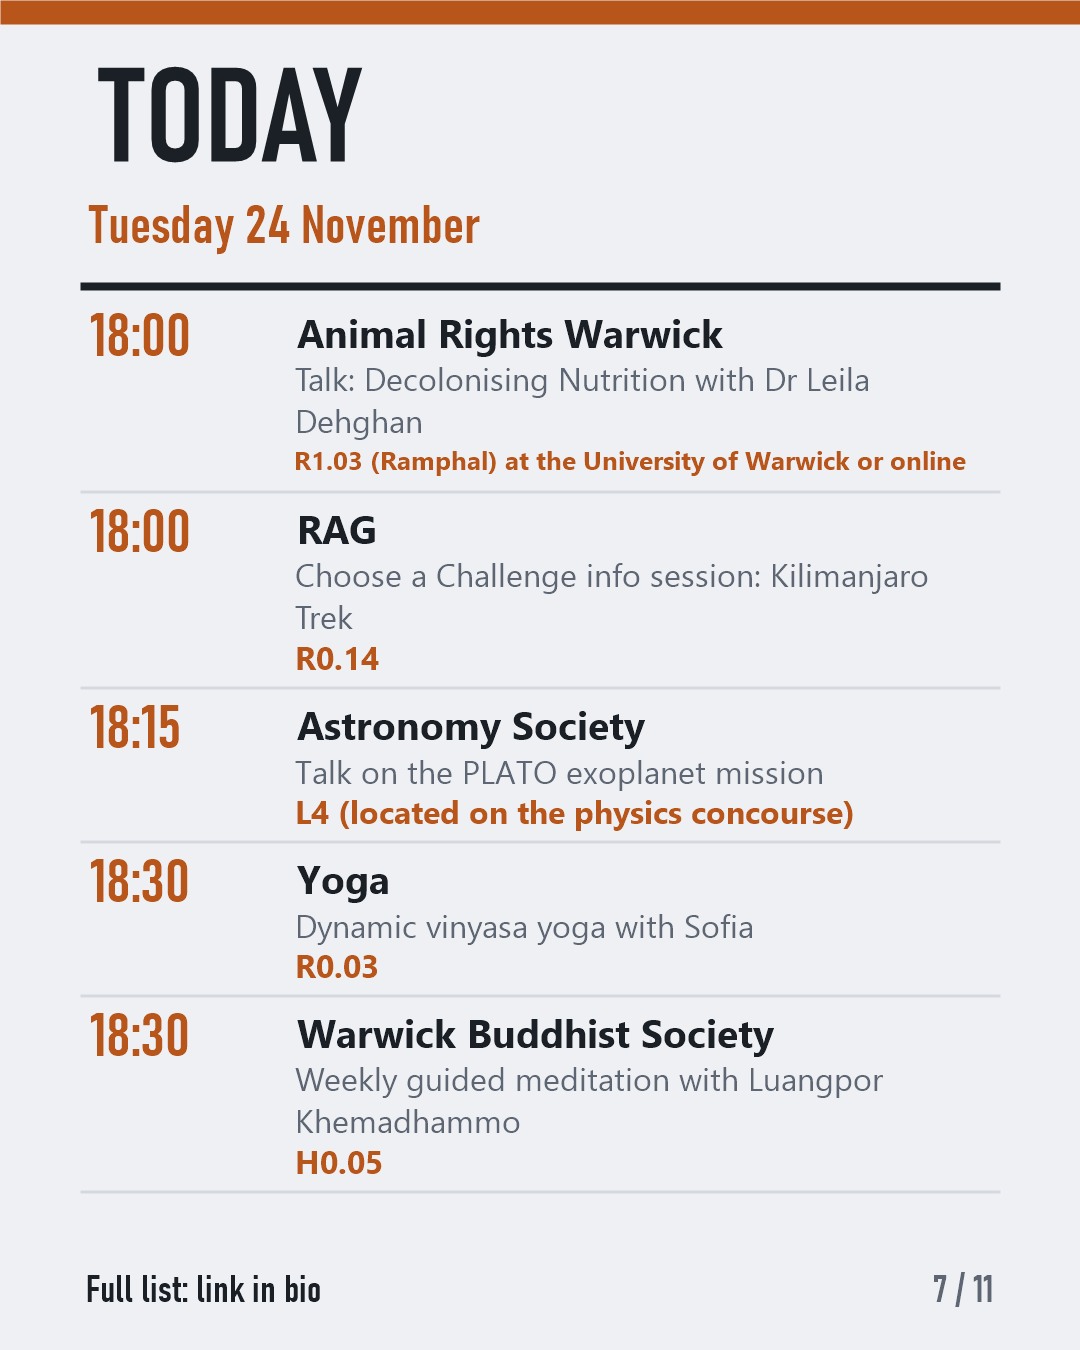 TODAY
Tuesday 24 November
18:00
Animal Rights Warwick
Talk: Decolonising Nutrition with Dr Leila
Dehghan
R1.03 (Ramphal) at the University of Warwick or online
18:00
RAG
Choose a Challenge info session: Kilimanjaro
Trek
R0.14
18:15
Astronomy Society
Talk on the PLATO exoplanet mission
L4 (located on the physics concourse)
18:30
Yoga
Dynamic vinyasa yoga with Sofia
R0.03
18:30
Warwick Buddhist Society
Weekly guided meditation with Luangpor
Khemadhammo
H0.05
Full list: link in bio
7 / 11